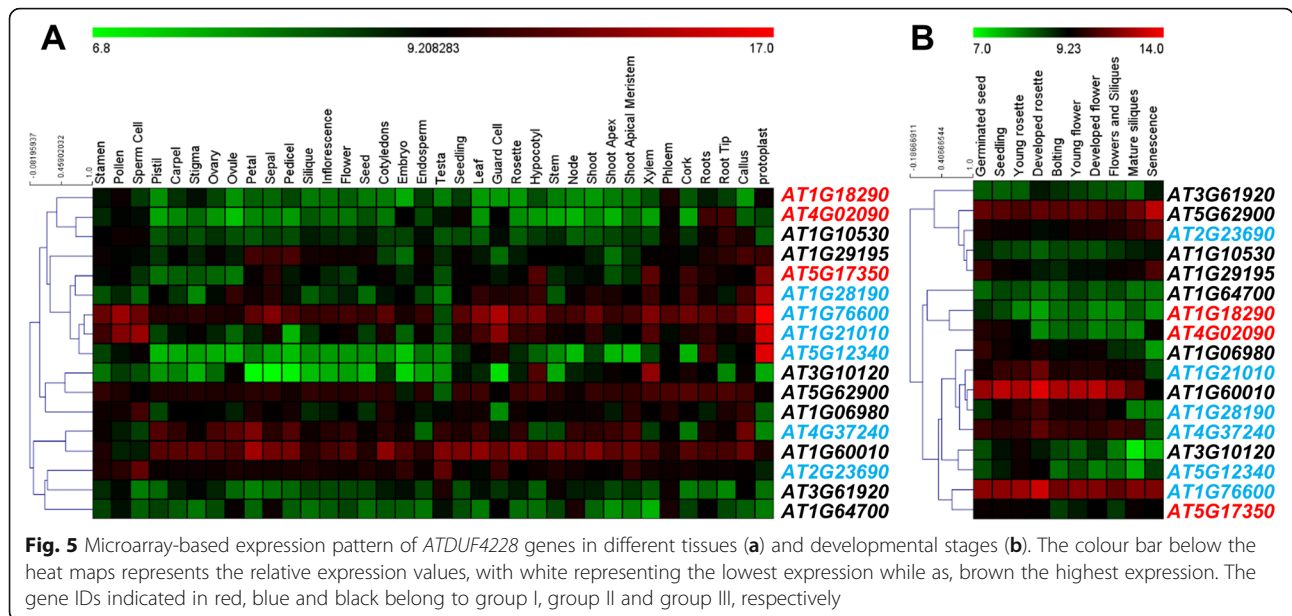 A
6.8
9.208283
17.0
-0.08195937
0.45902032
1.0
Stamen
Pollen
Sperm Cell
Pistil
Carpel
Stigma
Ovary
Ovule
Petal
Sepal
Pedicel
Silique
Inflorescence
Flower
Seed
Cotyledons
Embryo
Endosperm
Testa
Seedling
Leaf
Guard Cell
Rosette
Hypocotyl
Stem
Node
Shoot
Shoot Apex
Shoot Apical Meristem
Xylem
Phloem
Cork
Roots
Root Tip
Callus
protoplast
AT1G18290
AT4G02090
AT1G10530
AT1G29195
AT5G17350
AT1G28190
AT1G76600
AT1G21010
AT5G12340
AT3G10120
AT5G62900
AT1G06980
AT4G37240
AT1G60010
AT2G23690
AT3G61920
AT1G64700
B
7.0
9.23
14.0
-0.18666911
0.40666544
1.0
Germinated seed
Seedling
Young rosette
Developed rosette
Bolting
Young flower
Developed flower
Flowers and Siliques
Mature siliques
Senescence
AT3G61920
AT5G62900
AT2G23690
AT1G10530
AT1G29195
AT1G64700
AT1G18290
AT4G02090
AT1G06980
AT1G21010
AT1G60010
AT1G28190
AT4G37240
AT3G10120
AT5G12340
AT1G76600
AT5G17350
Fig. 5 Microarray-based expression pattern of ATDUF4228 genes in different tissues (a) and developmental stages (b). The colour bar below the
heat maps represents the relative expression values, with white representing the lowest expression while as, brown the highest expression. The
gene IDs indicated in red, blue and black belong to group I, group II and group III, respectively